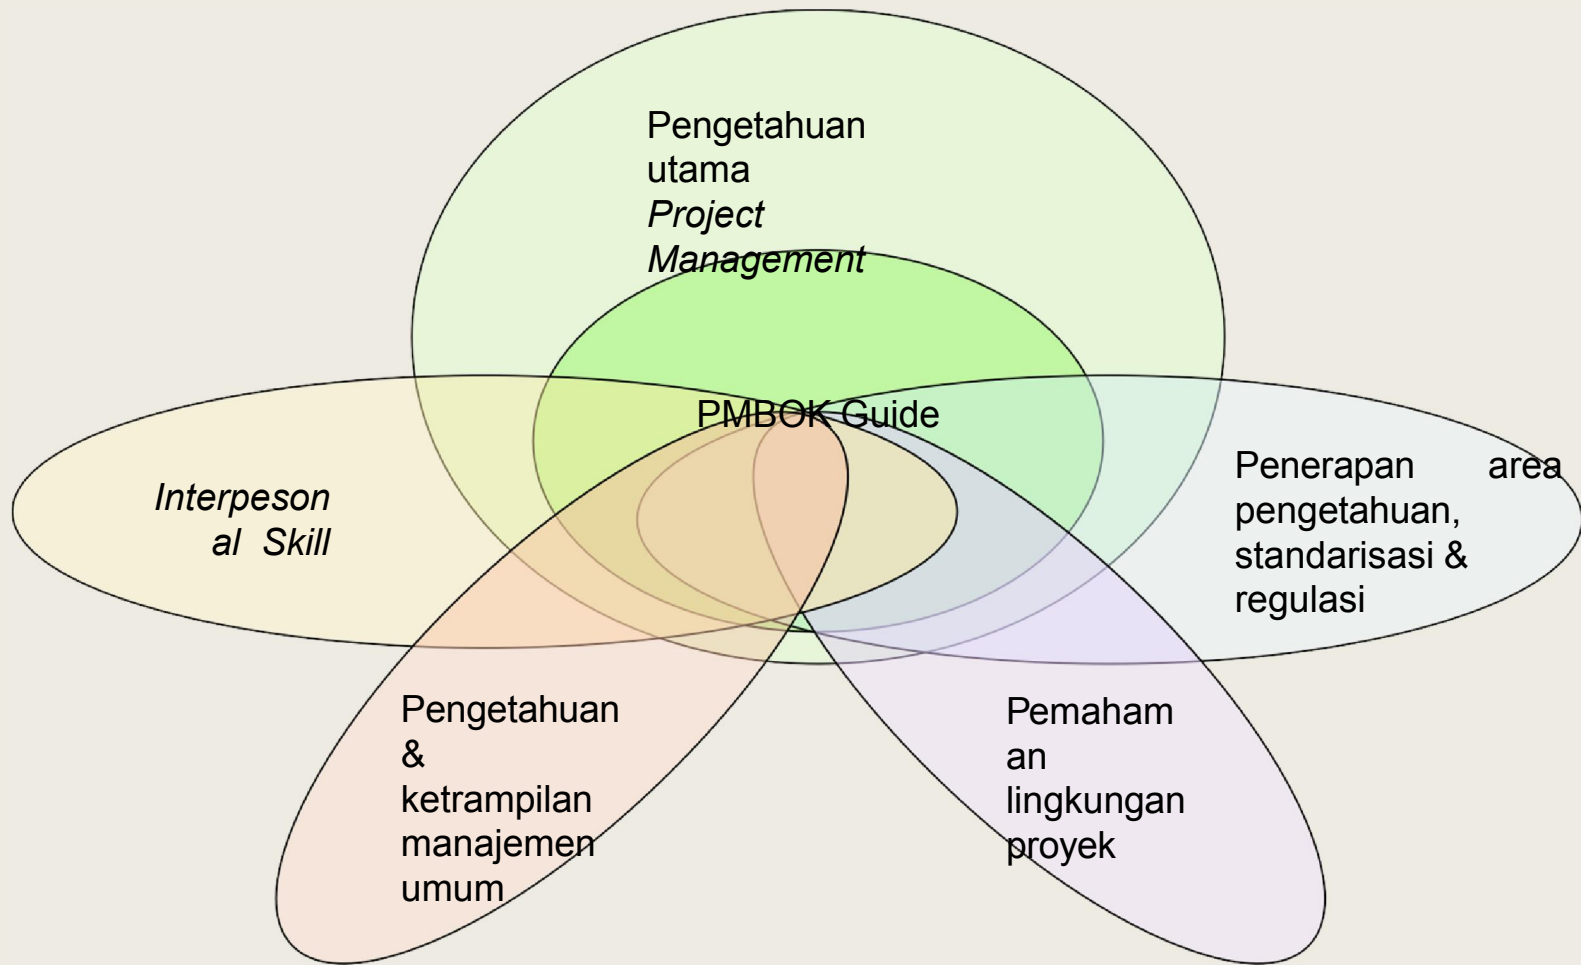 Pengetahuan
utama
Project
Management
PMBOK Guide
Interpeson
al Skill
Penerapan area
pengetahuan,
standarisasi &
regulasi
Pengetahuan
&
ketrampilan
manajemen
umum
Pemaham
an
lingkungan
proyek